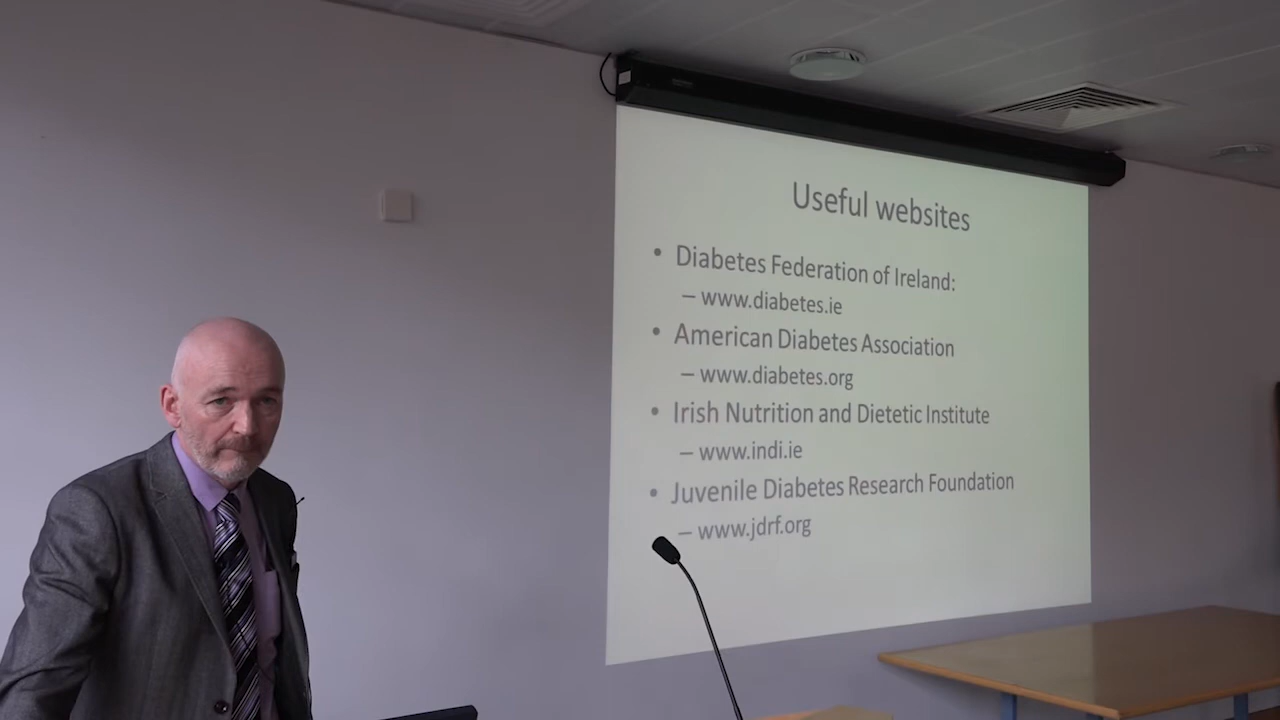 Useful websites
• Diabetes Federation of Ireland:
– www.diabetes.ie
• American Diabetes Association
– www.diabetes.org
• Irish Nutrition and Dietetic Institute
– www.indi.ie
• Juvenile Diabetes Research Foundation
– www.jdrf.org